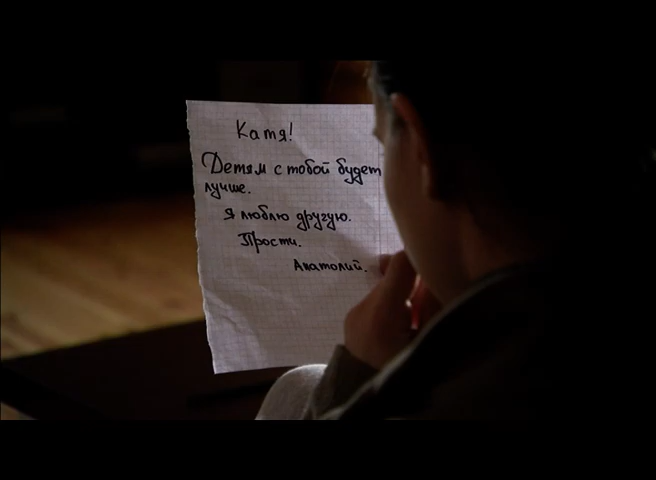 Катя!
Детям с тобой будет
лучше.
Я люблю другую.
Прости.
Анатолий.